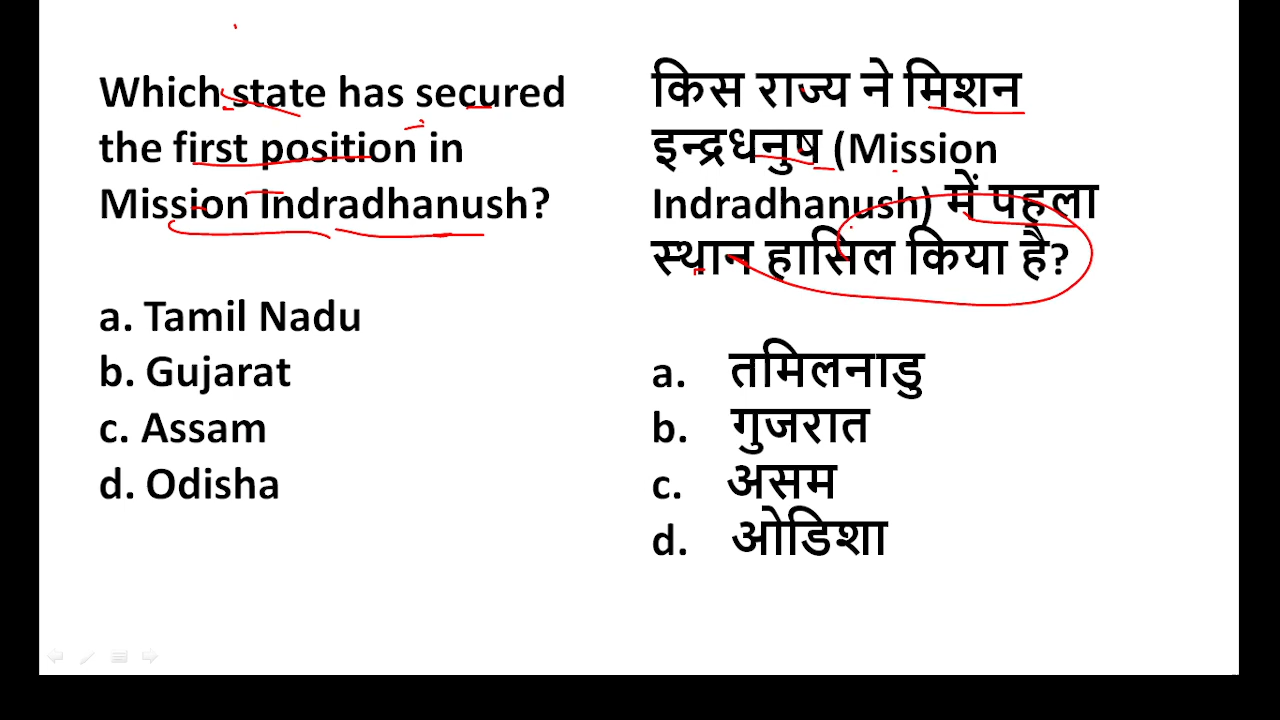 Which state has secured
the first position in
Mission Indradhanush?
a. Tamil Nadu
b. Gujarat
c. Assam
d. Odisha
किस राज्य ने मिशन
इन्द्रधनुष (Mission
Indradhanush) में पहला
स्थान हासिल किया है?
a. तमिलनाडु
b. गुजरात
c. असम
d. ओडिशा